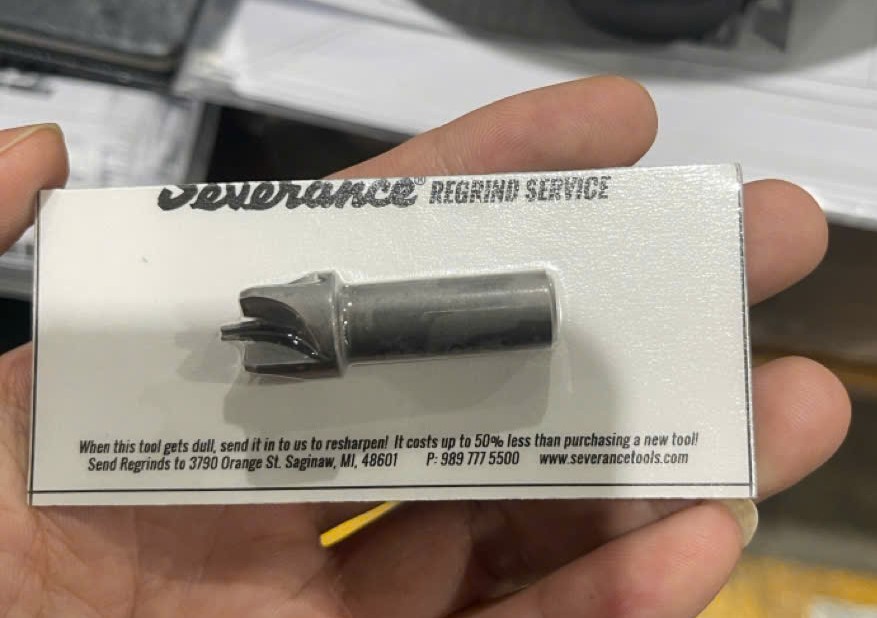 Severance® REGRIND SERVICE
When this tool gets dull, send it in to us to resharpen! It costs up to 50% less than purchasing a new tool!
Send Regrinds to 3790 Orange St. Saginaw, MI, 48601 P: 989 777 5500 www.severancetools.com